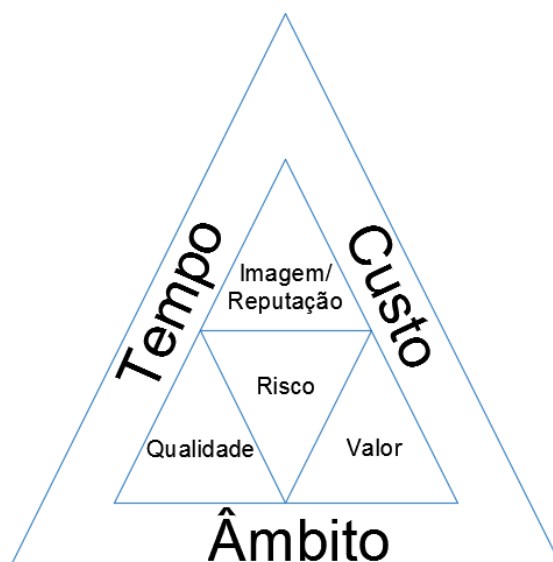 Tempo
Custo
Imagem/
Reputação
Risco
Qualidade
Valor
Âmbito